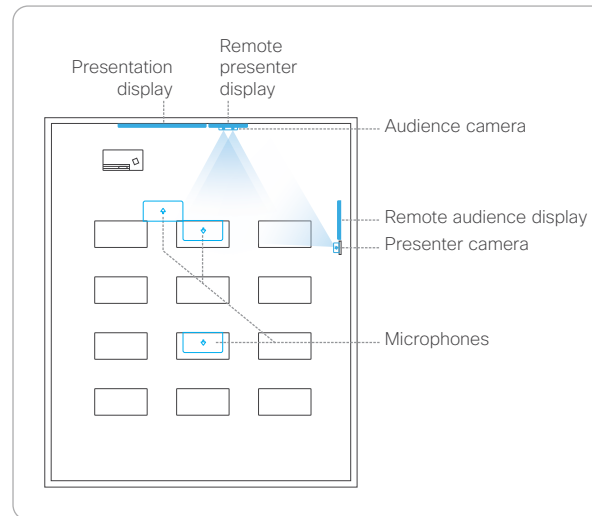 Remote
Presentation presenter
display display
Audience camera
Remote audience display
Presenter camera
Microphones